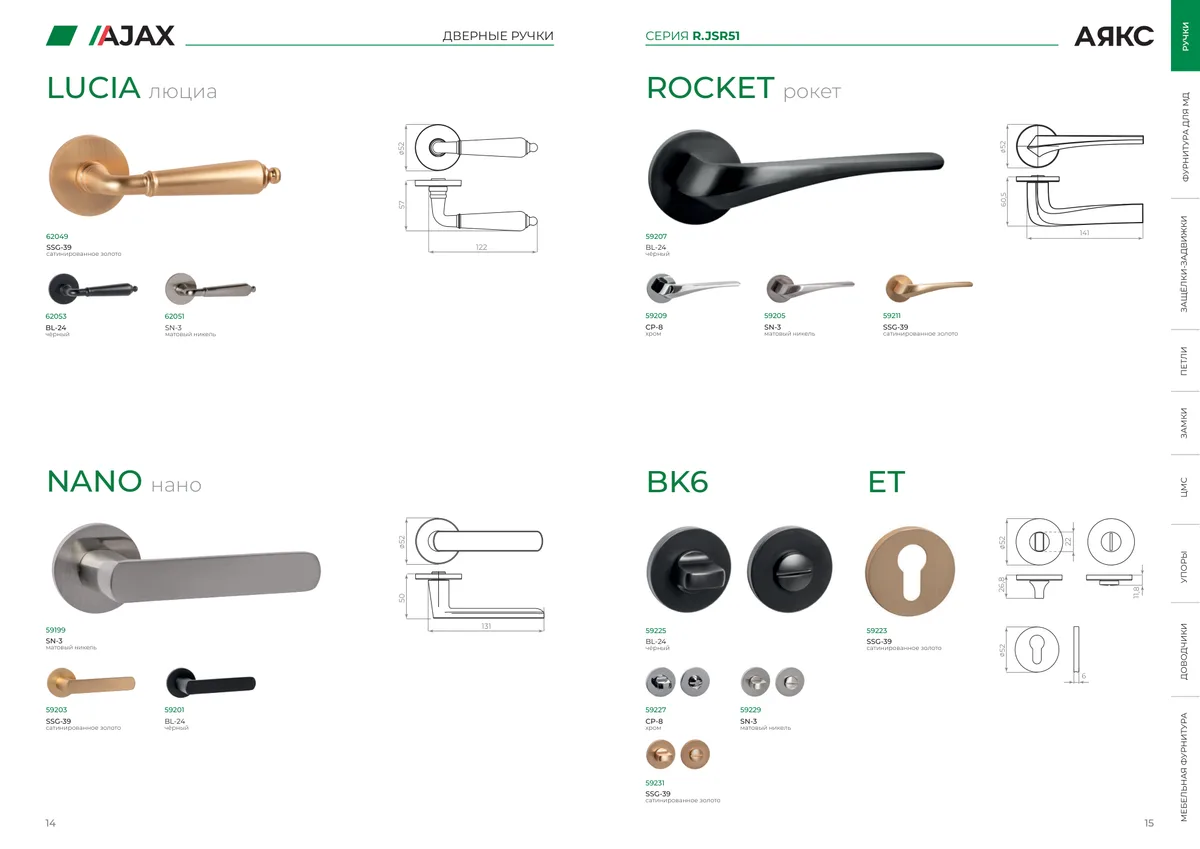 AJAX
ДВЕРНЫЕ РУЧКИ
LUCIA люциа
ø52
57
122
62049
SSG-39
сатинированное золото
62053
BL-24
черный
62051
SN-3
матовый никель
NANO нано
ø52
50
131
59199
SN-3
матовый никель
59203
SSG-39
сатинированное золото
59201
BL-24
чёрный
14
СЕРИЯ R.JSR51
АЯКС
ROCKET рокет
ø52
60,5
141
59207
BL-24
чёрный
59209
CP-8
хром
59205
SN-3
матовый никель
59211
SSG-39
сатинированное золото
BK6
59225
BL-24
чёрный
59227
CP-8
хром
59229
SN-3
матовый никель
59231
SSG-39
сатинированное золото
ET
59223
SSG-39
сатинированное золото
ø52
22
26,8
11,8
ø52
6
15
РУЧКИ
ФУРНИТУРА ДЛЯ МД
ЗАЩЁЛКИ-ЗАДВИЖКИ
ПЕТЛИ
ЗАМКИ
ЦМС
УПОРЫ
ДОВОДЧИКИ
МЕБЕЛЬНАЯ ФУРНИТУРА